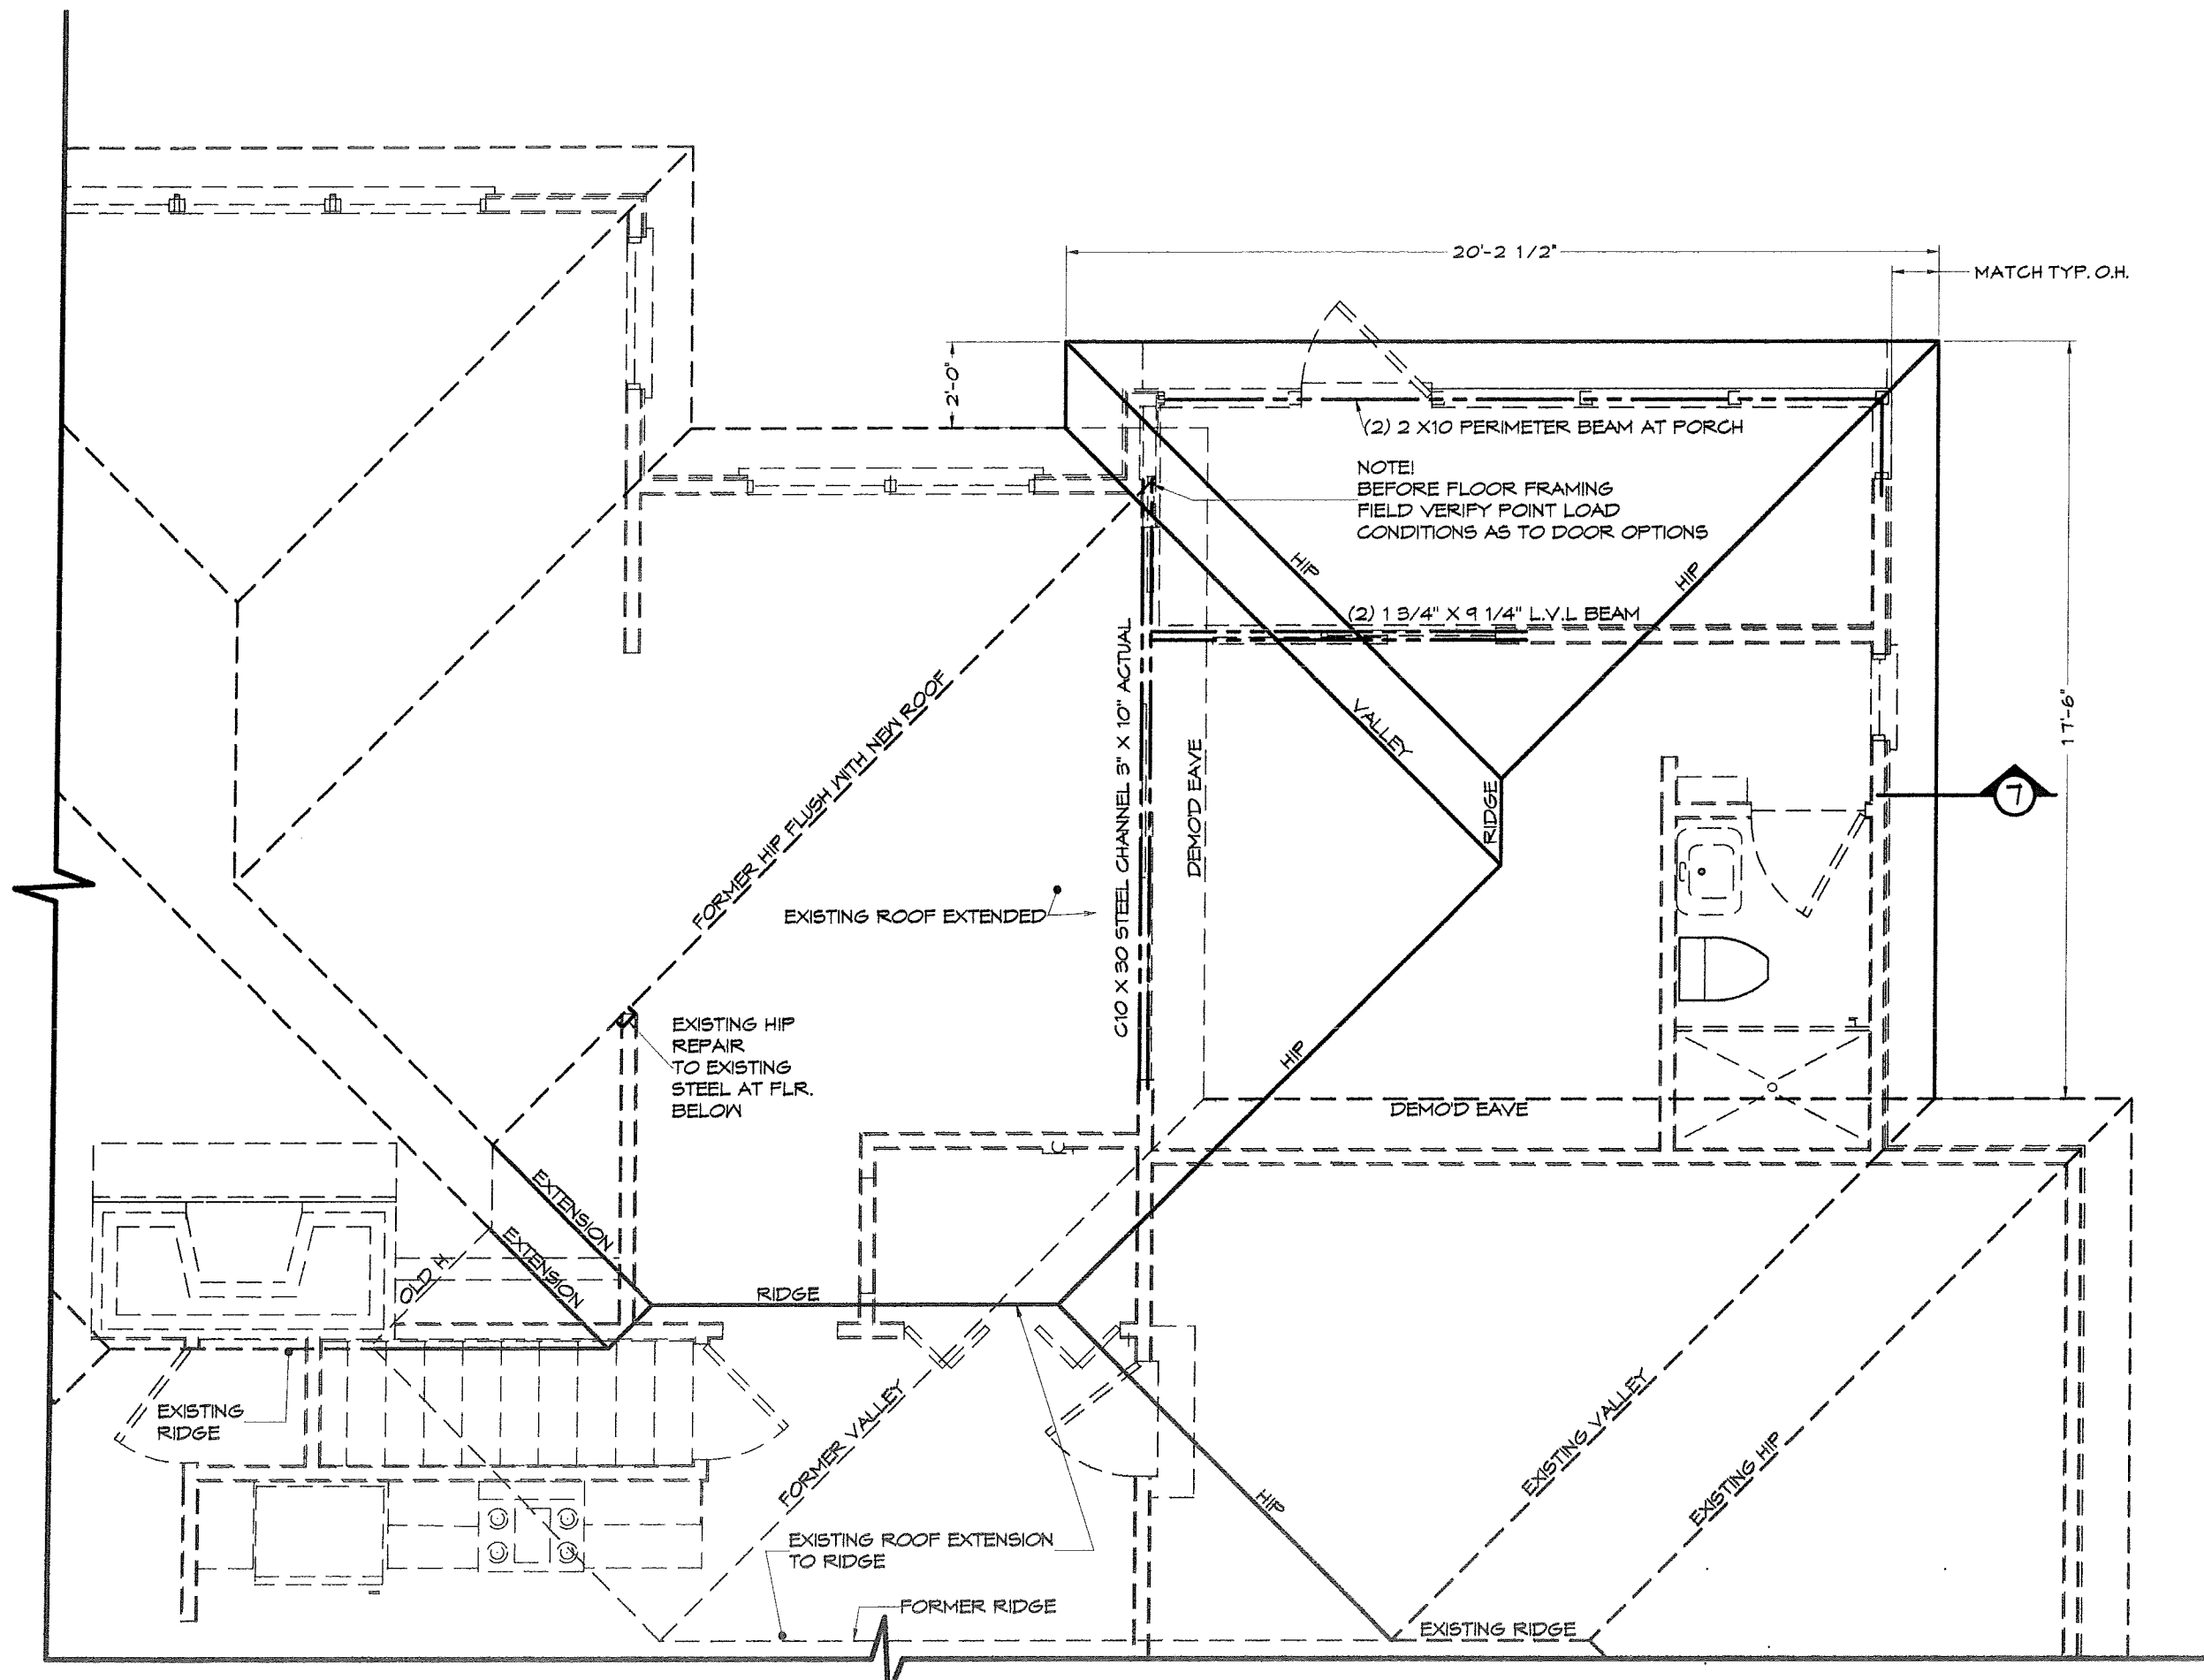 20'-2 1/2"
MATCH TYP. O.H.
2'-0"
(2) 2 X10 PERIMETER BEAM AT PORCH
NOTE!
BEFORE FLOOR FRAMING
FIELD VERIFY POINT LOAD
CONDITIONS AS TO DOOR OPTIONS
HIP
HIP
(2) 1 3/4" X 9 1/4" L.V.L BEAM
C10 X 30 STEEL CHANNEL 3" X 10" ACTUAL
FORMER HIP FLUSH WITH NEW ROOF
VALLEY
DEMO'D EAVE
RIDGE
17'-6"
7
EXISTING ROOF EXTENDED
EXISTING HIP
REPAIR
TO EXISTING
STEEL AT FLR.
BELOW
HIP
DEMO'D EAVE
EXTENSION
EXTENSION
OLD H.
RIDGE
EXISTING
RIDGE
FORMER VALLEY
EXISTING VALLEY
EXISTING HIP
HIP
EXISTING ROOF EXTENSION
TO RIDGE
FORMER RIDGE
EXISTING RIDGE